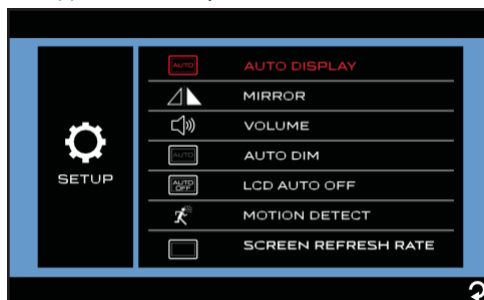 SETUP
AUTO AUTO DISPLAY
MIRROR
VOLUME
AUTO AUTO DIM
AUTO OFF LCD AUTO OFF
MOTION DETECT
SCREEN REFRESH RATE